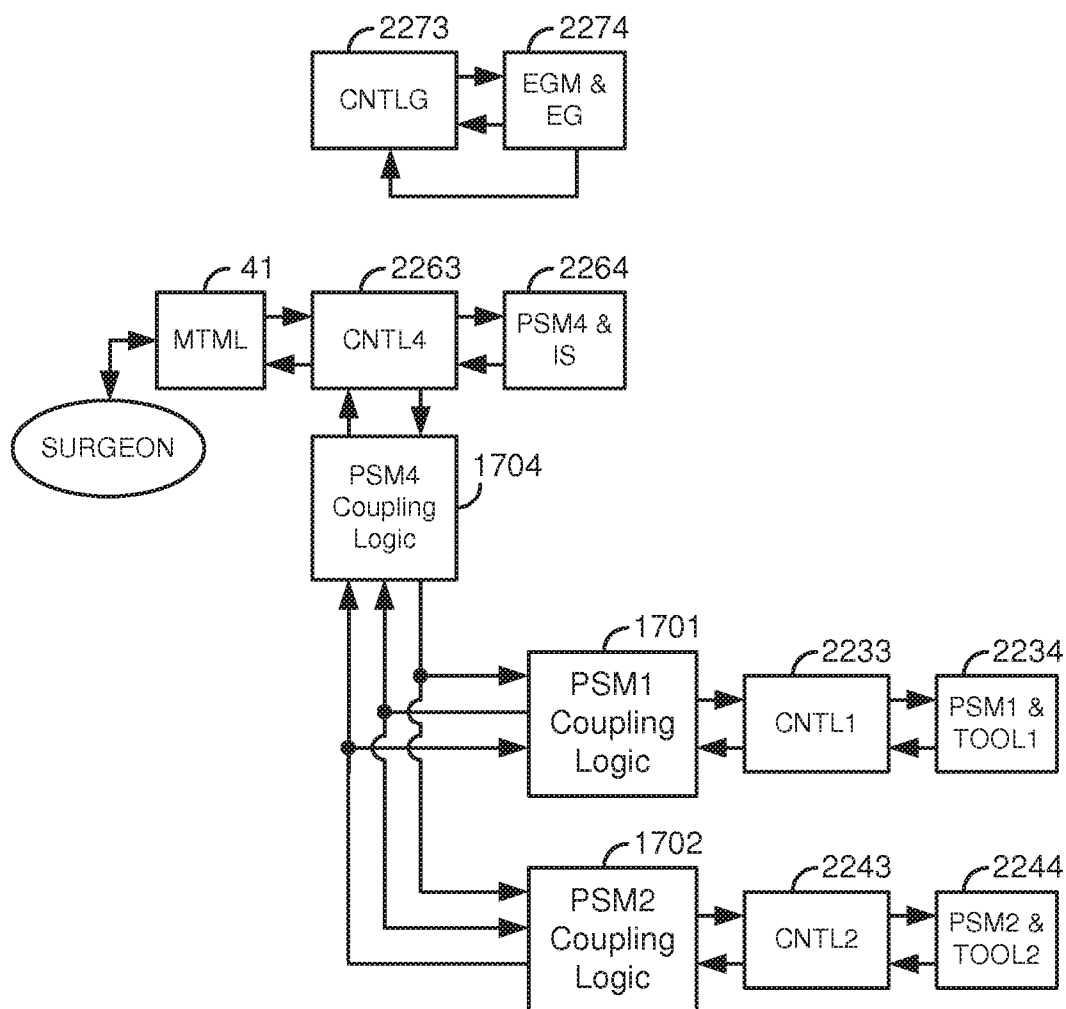 2273
2274
CNTLG
EGM &
EG
41
2263
2264
MTML
CNTL4
PSM4 &
IS
SURGEON
PSM4
Coupling
Logic
1704
1701
2233
2234
PSM1
Coupling
Logic
CNTL1
PSM1 &
TOOL1
1702
2243
2244
PSM2
Coupling
Logic
CNTL2
PSM2 &
TOOL2